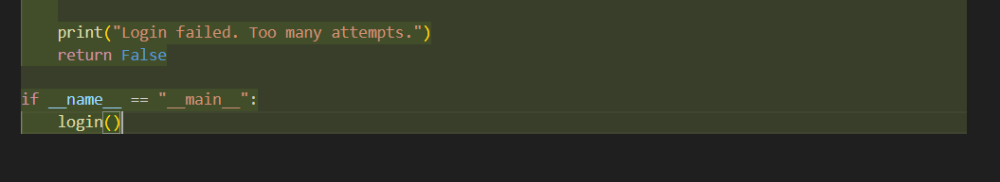 print("Login failed. Too many attempts.")
return False
if __name__ == "__main__":
login()